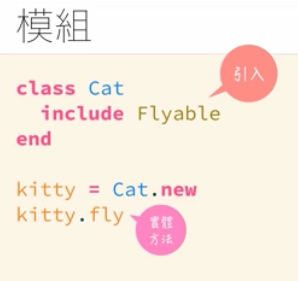 模組
class Cat
引入
  include Flyable
end
kitty = Cat.new
kitty.fly
實體
方法